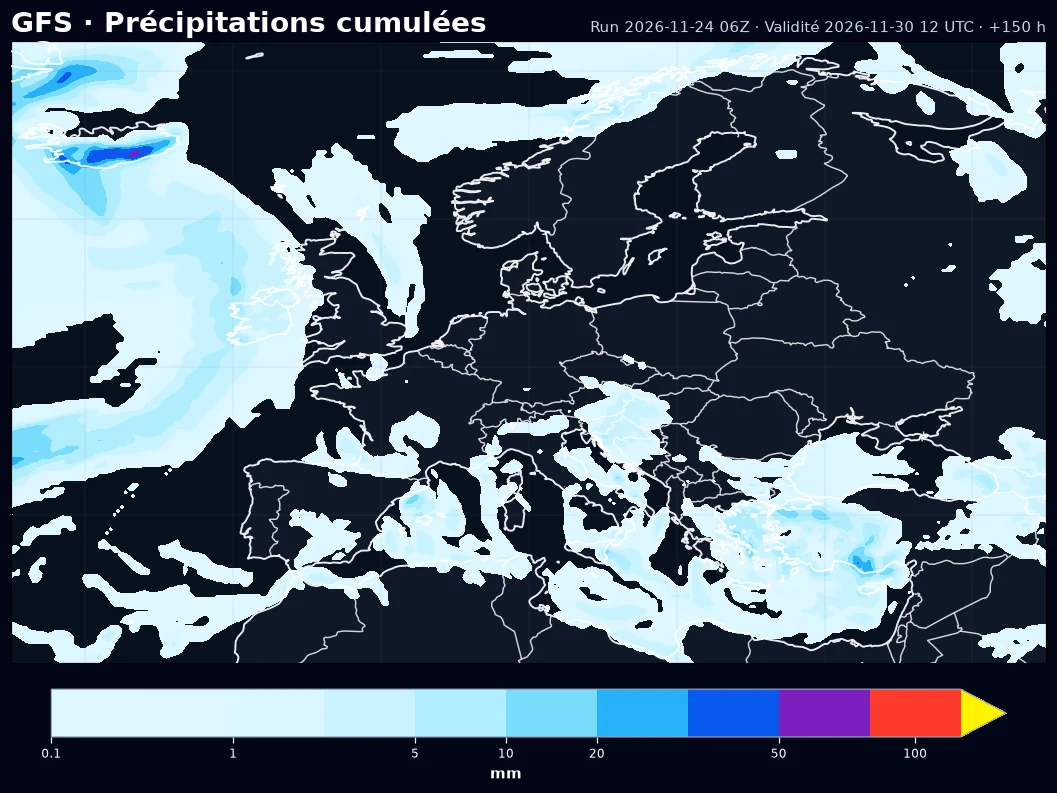 GFS · Précipitations cumulées
Run 2026-11-24 06Z · Validité 2026-11-30 12 UTC · +150 h
0.1 1 5 10 20 50 100
mm